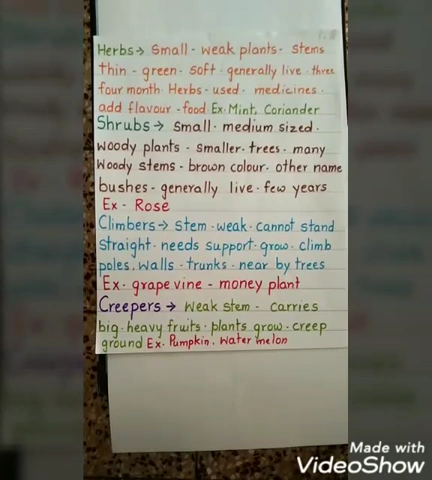 Herbs → Small - weak plants - stems
thin - green - soft - generally live - three
four month. Herbs - used - medicines -
add flavour - food Ex. Mint, Coriander
Shrubs → small - medium sized -
woody plants - smaller - trees - many
woody stems - brown colour - other name
bushes - generally live - few years
Ex - Rose
Climbers → stem - weak - cannot stand
straight - needs support - grow - climb
poles, walls - trunks - near by trees
Ex - grape vine - money plant
Creepers → weak stem - carries
big - heavy fruits - plants grow - creep
ground Ex. Pumpkin. Water melon
Made with
VideoShow